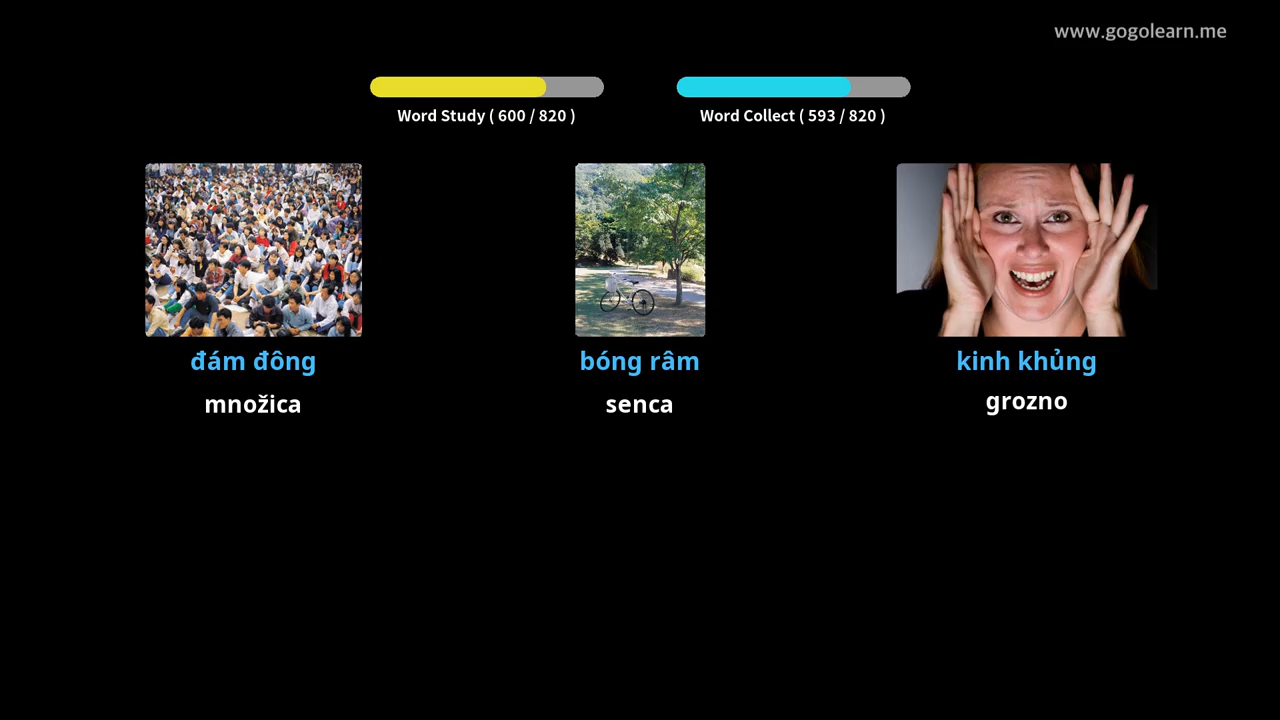 www.gogolearn.me
Word Study ( 600 / 820 )
Word Collect ( 593 / 820 )
đám đông
bóng râm
kinh khủng
množica
senca
grozno